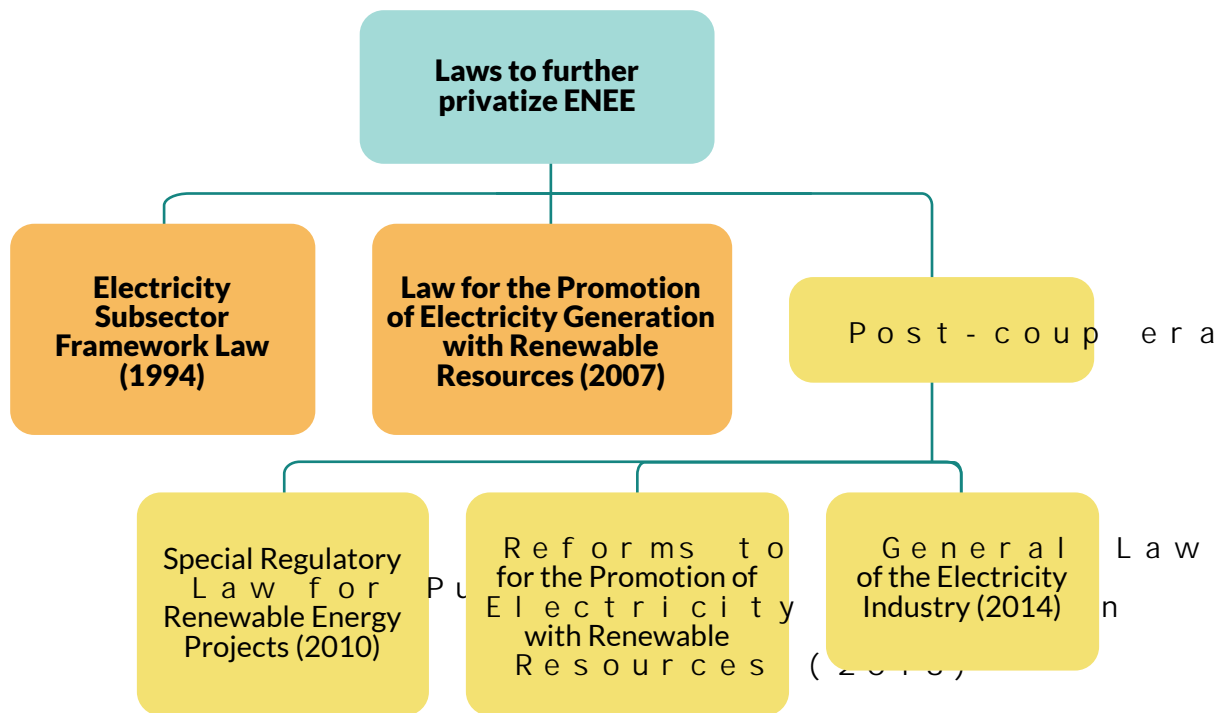 Laws to further
privatize ENEE
Electricity
Subsector
Framework Law
(1994)
Law for the Promotion
of Electricity Generation
with Renewable
Resources (2007)
Post-coup era
Special Regulatory
Law for
Renewable Energy
Projects (2010)
Reforms to
for the Promotion of
Electricity
with Renewable
Resources
General Law
of the Electricity
Industry (2014)